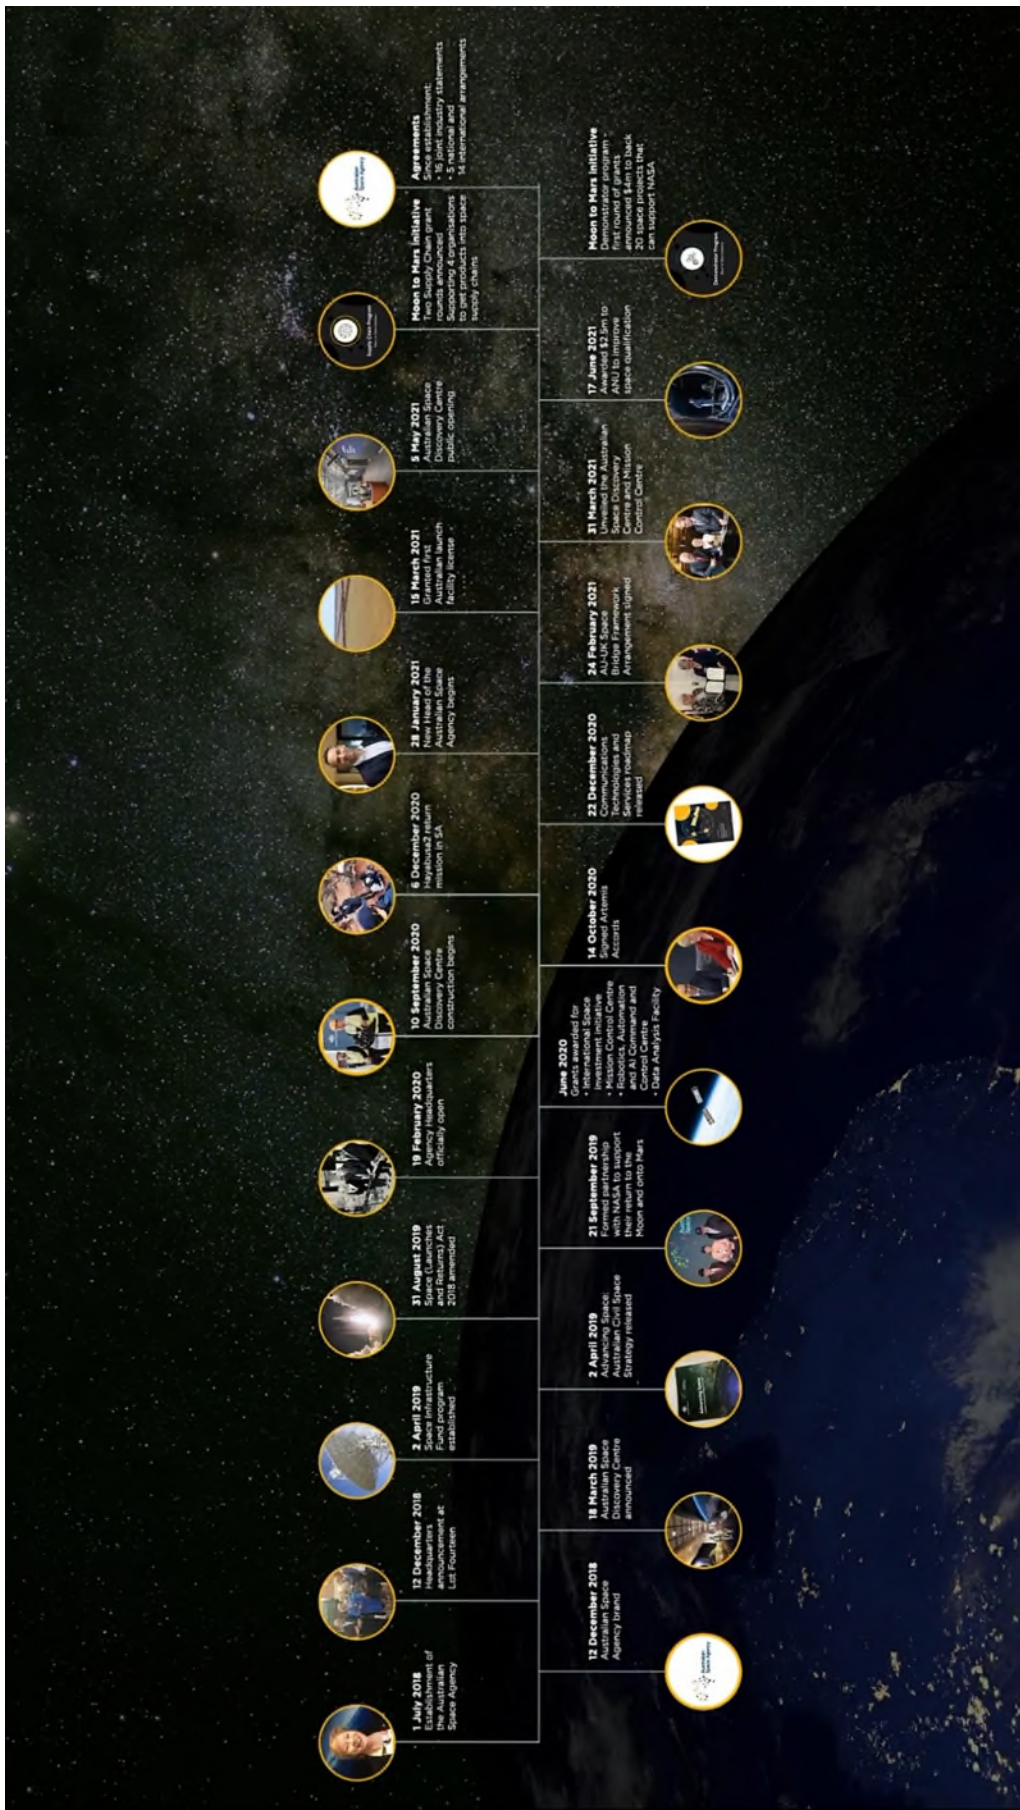 1 July 2018
Establishment of
the Australian
Space Agency
12 December 2018
Australian Space
Agency brand
Australian
Space Agency
12 December 2018
Headquarters
announcement at
Lot Fourteen
18 March 2019
Australian Space
Discovery Centre
announced
2 April 2019
Space Infrastructure
Fund program
established
2 April 2019
Advancing Space:
Australian Civil Space
Strategy released
31 August 2019
Space (Launches
and Returns) Act
2018 amended
21 September 2019
Formed partnership
with NASA to support
their return to the
Moon and onto Mars
19 February 2020
Agency Headquarters
officially open
June 2020
Grants awarded for
• International Space
Investment initiative
• Mission Control Centre
• Robotics, Automation
and AI Command and
Control Centre
• Data Analysis Facility
10 September 2020
Australian Space
Discovery Centre
construction begins
14 October 2020
Signed Artemis
Accords
6 December 2020
Hayabusa2 return
mission in SA
22 December 2020
Communications
Technologies and
Services roadmap
released
28 January 2021
New Head of the
Australian Space
Agency begins
24 February 2021
AU-UK Space
Bridge Framework
Arrangement signed
15 March 2021
Granted first
Australian launch
facility license
31 March 2021
Unveiled the Australian
Space Discovery
Centre and Mission
Control Centre
5 May 2021
Australian Space
Discovery Centre
public opening
17 June 2021
Awarded $2.5m to
ANU to improve
space qualification
Moon to Mars initiative
Two Supply Chain grant
rounds announced
Supporting 4 organisations
to get products into space
supply chains
Supply Chain Program
Moon to Mars initiative
Demonstrator program -
first round of grants
announced $4m to back
20 space projects that
can support NASA
Demonstrator Program
Agreements
Since establishment:
• 16 joint industry statements
• 5 national and
14 international arrangements
Australian
Space Agency